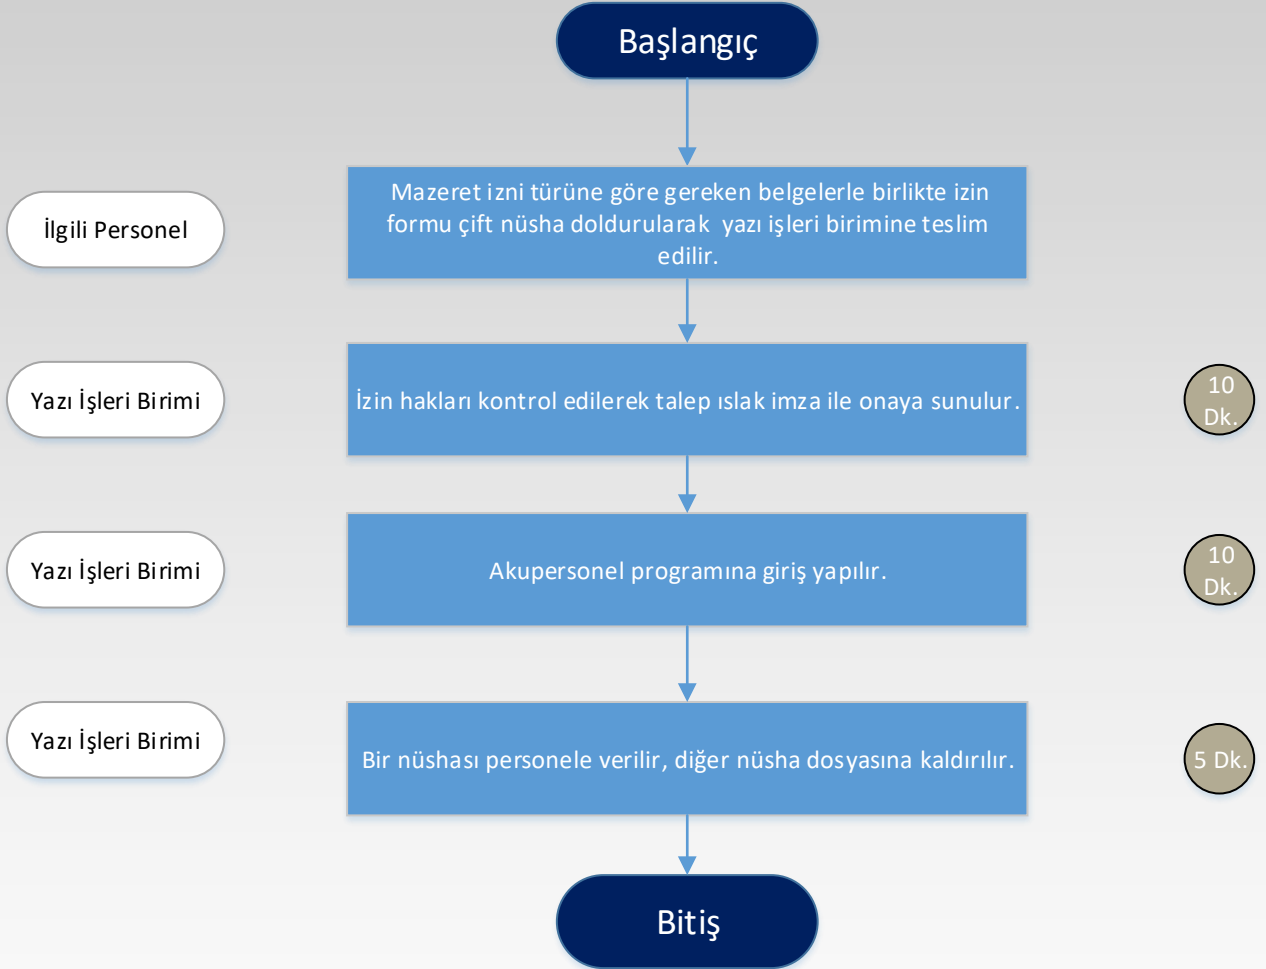 Başlangıç
İlgili Personel
Mazeret izni türüne göre gereken belgelerle birlikte izin
formu çift nüsha doldurularak  yazı işleri birimine teslim
edilir.
Yazı İşleri Birimi
İzin hakları kontrol edilerek talep ıslak imza ile onaya sunulur.
10
Dk.
Yazı İşleri Birimi
Akupersonel programına giriş yapılır.
10
Dk.
Yazı İşleri Birimi
Bir nüshası personele verilir, diğer nüsha dosyasına kaldırılır.
5 Dk.
Bitiş